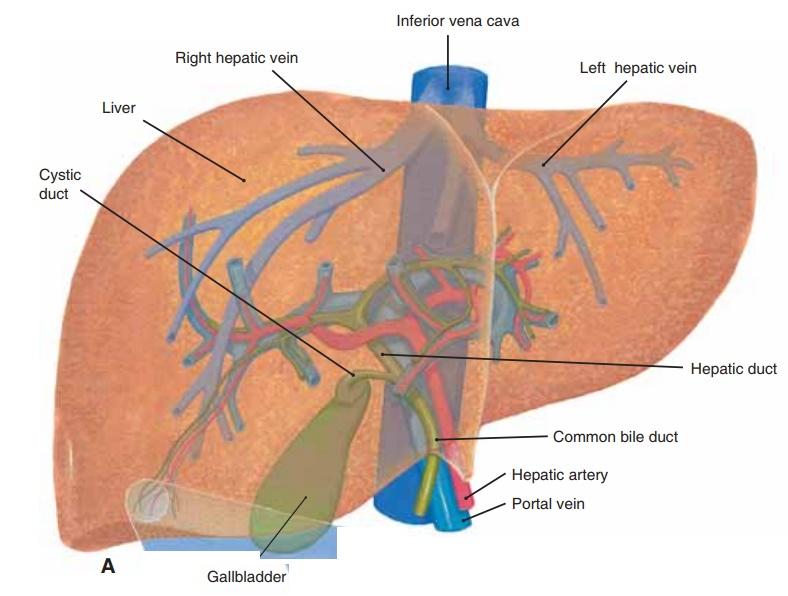 Inferior vena cava
Right hepatic vein
Left hepatic vein
Liver
Cystic
duct
Hepatic duct
Common bile duct
Hepatic artery
Portal vein
A
Gallbladder